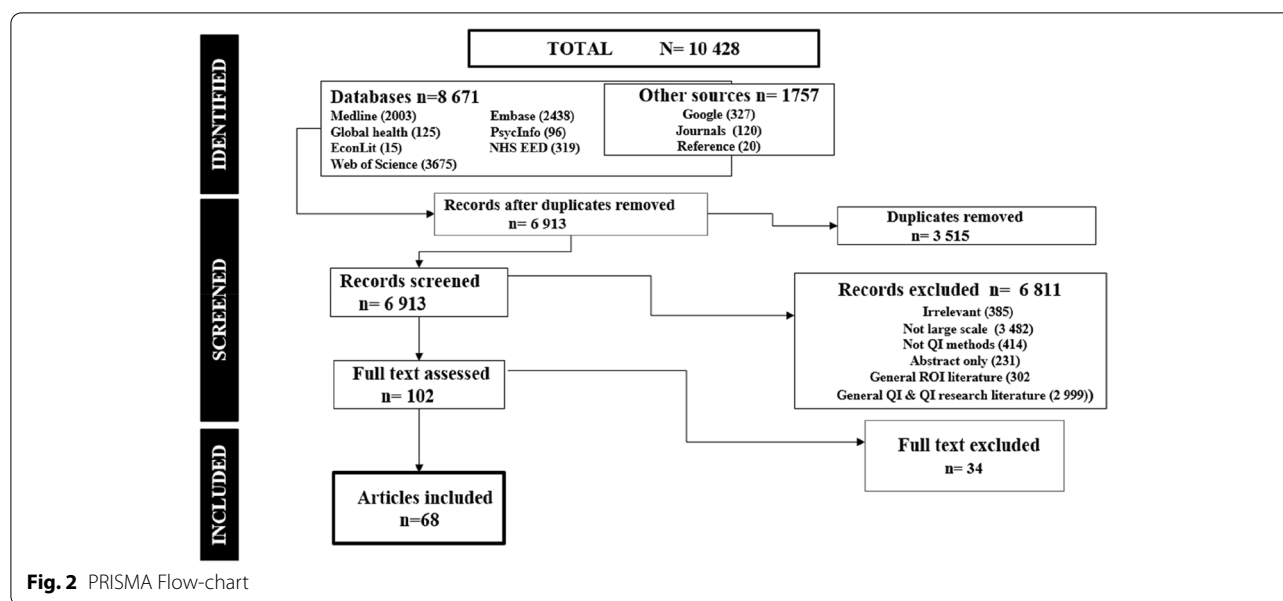 IDENTIFIED
TOTAL N= 10 428
Databases n=8 671
Medline (2003) Embase (2438)
Global health (125) PsycInfo (96)
EconLit (15) NHS EED (319)
Web of Science (3675)
Other sources n= 1757
Google (327)
Journals (120)
Reference (20)
SCREENED
Records after duplicates removed
n= 6 913
Duplicates removed
n= 3 515
Records screened
n= 6 913
Records excluded n= 6 811
Irrelevant (385)
Not large scale (3 482)
Not QI methods (414)
Abstract only (231)
General ROI literature (302
General QI & QI research literature (2 999))
Full text assessed
n= 102
Full text excluded
n= 34
INCLUDED
Articles included
n=68
Fig. 2 PRISMA Flow-chart